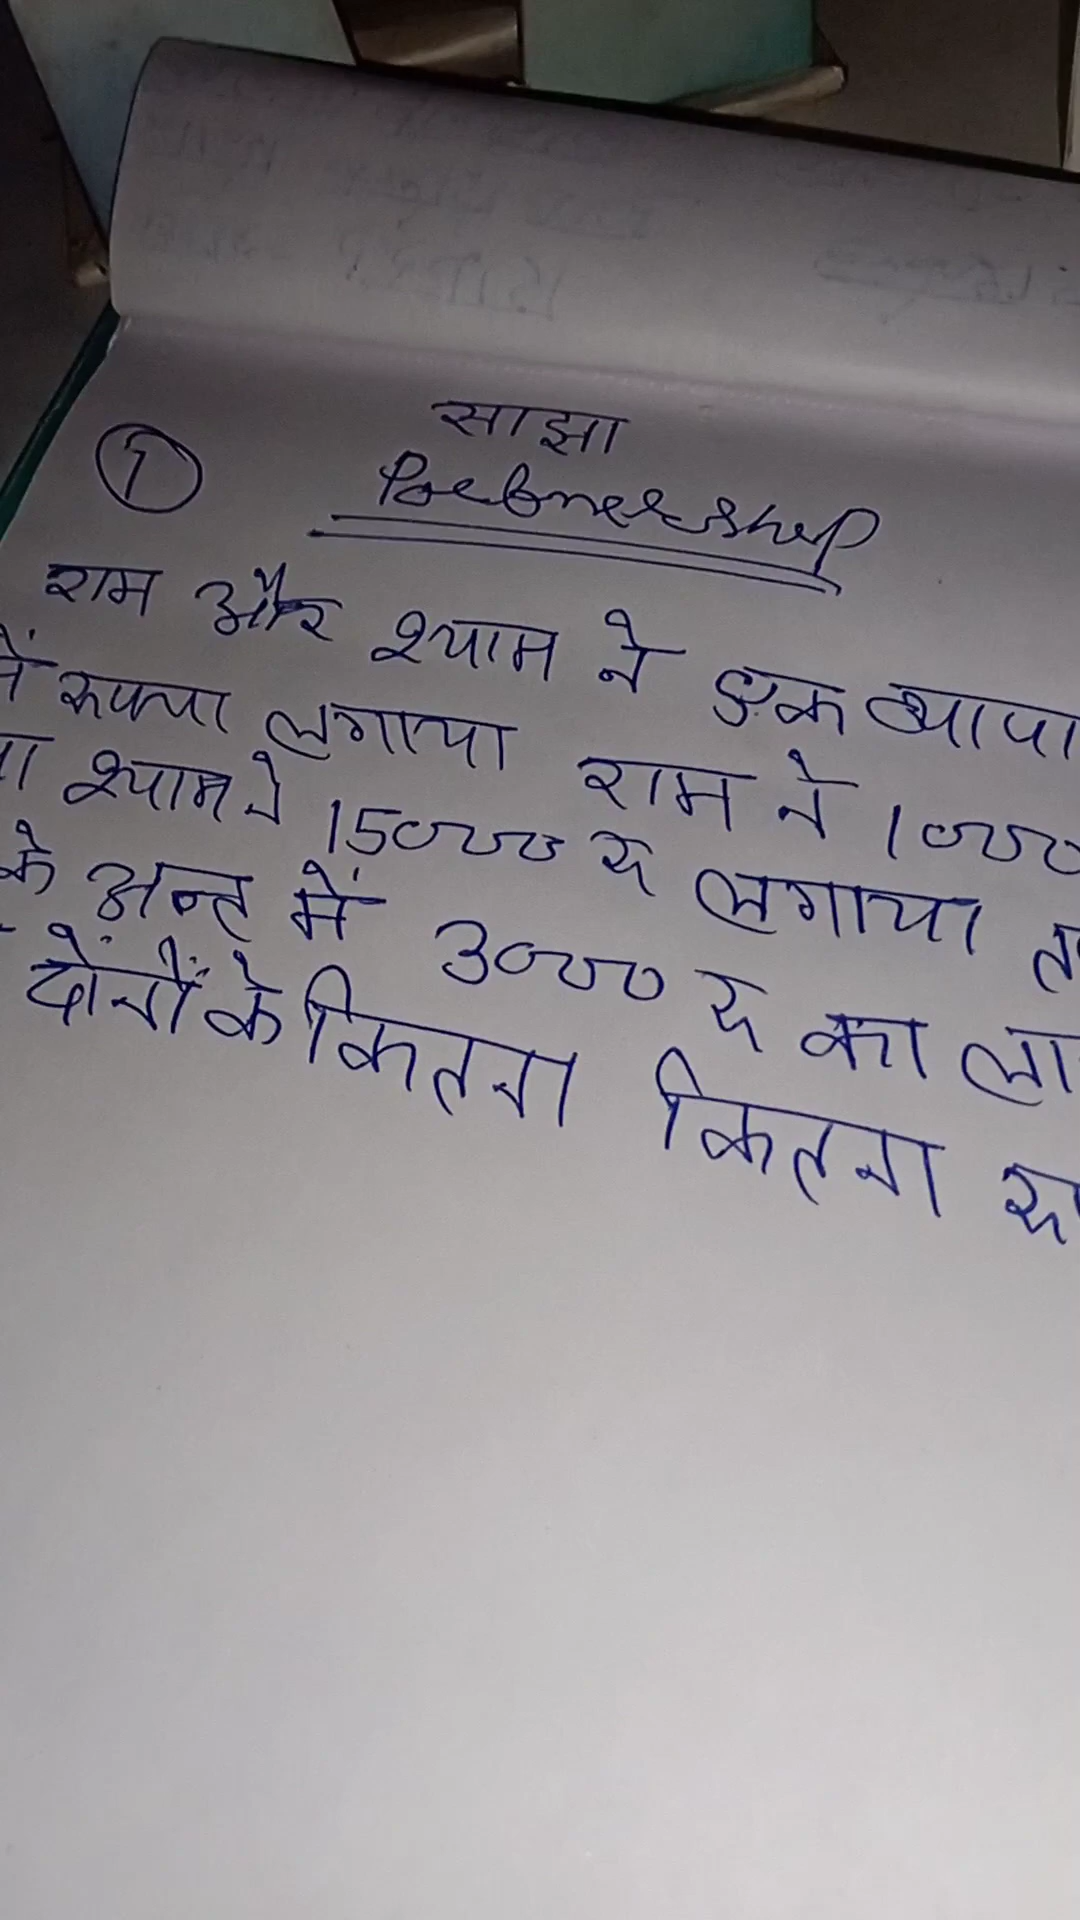 साझा
①
Partnership
राम और श्याम ने एक व्यापा
में रूपया लगाया राम ने 1000
श्याम ने 15000 रू लगाया
के अन्त में 3000 रू का ला
दोनों के कितना कितना रू